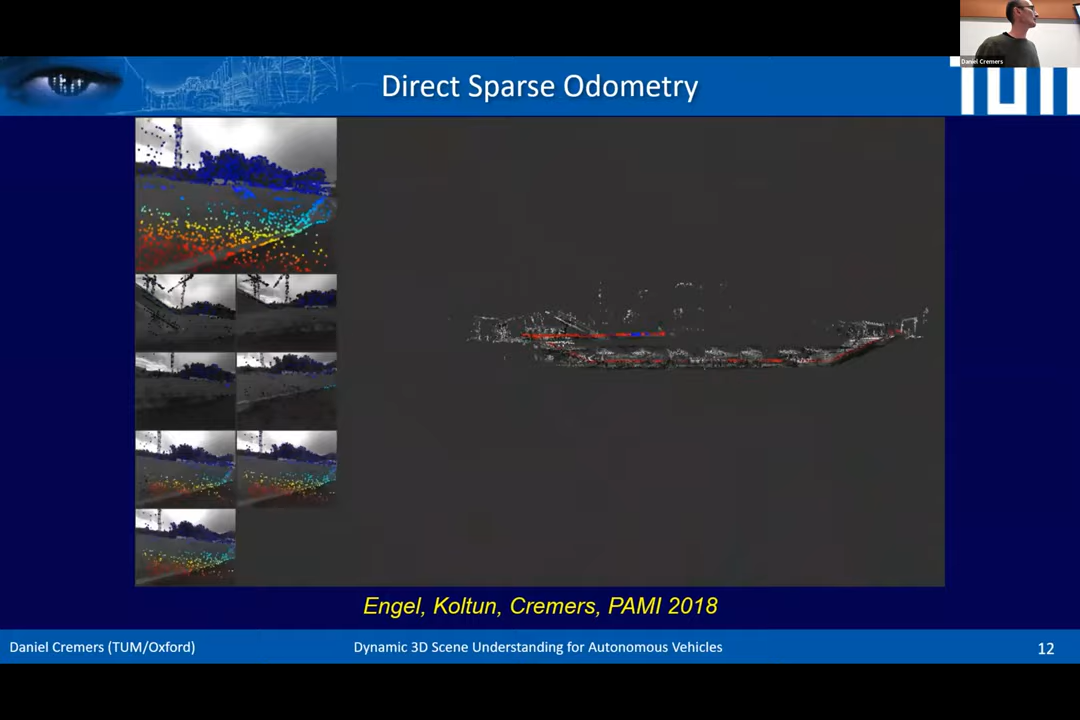 Direct Sparse Odometry
Daniel Cremers
TUM
Engel, Koltun, Cremers, PAMI 2018
Daniel Cremers (TUM/Oxford)
Dynamic 3D Scene Understanding for Autonomous Vehicles
12